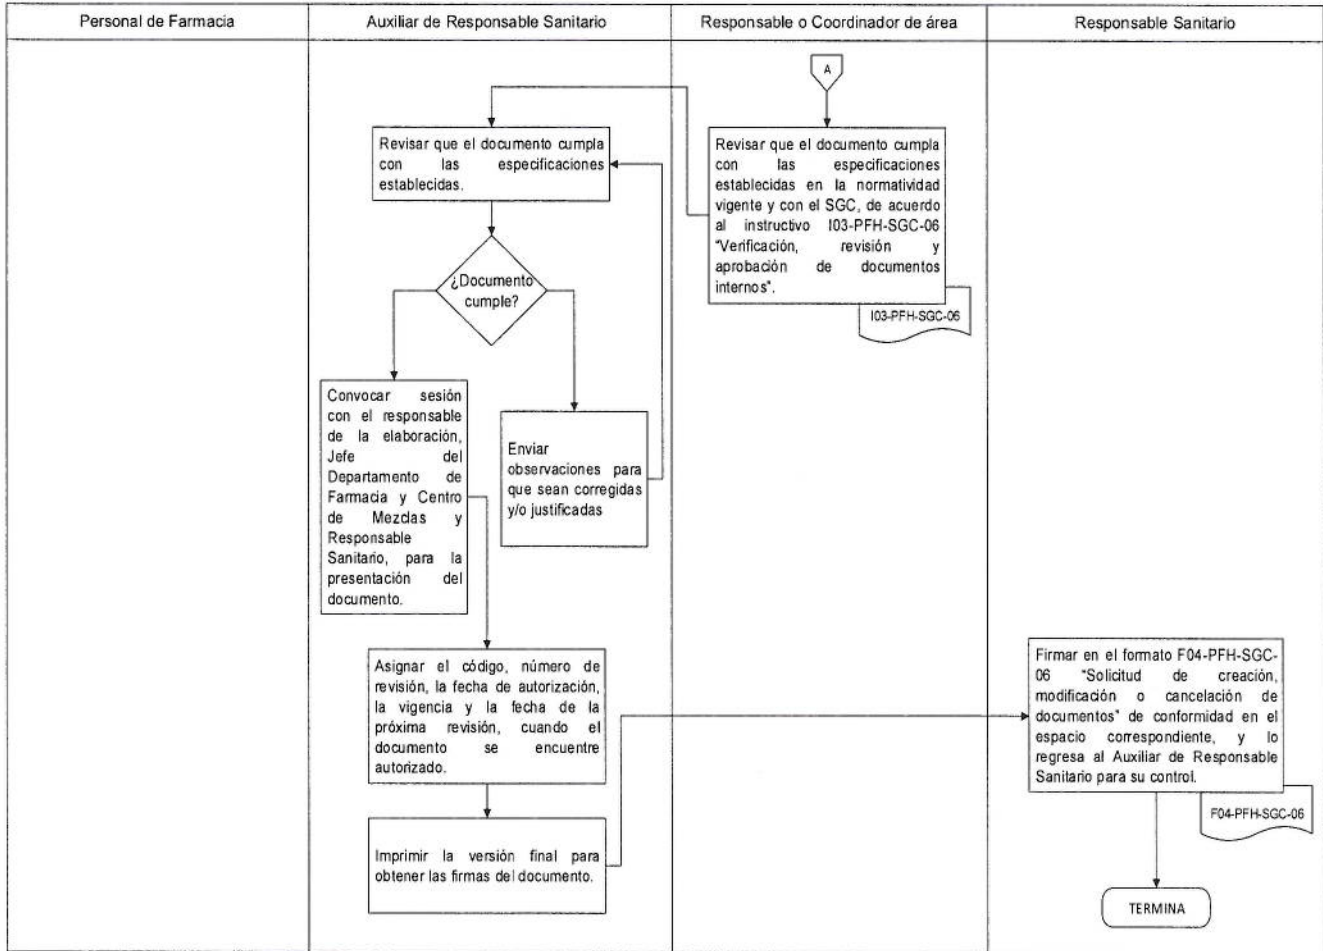 Personal de Farmacia
Auxiliar de Responsable Sanitario
Responsable o Coordinador de área
Responsable Sanitario
A
Revisar que el documento cumpla
con las especificaciones
establecidas en la normatividad
vigente y con el SGC, de acuerdo
al instructivo I03-PFH-SGC-06
"Verificación, revisión y
aprobación de documentos
internos".
I03-PFH-SGC-06
Revisar que el documento cumpla
con las especificaciones
establecidas.
¿Documento
cumple?
Convocar sesión
con el responsable
de la elaboración,
Jefe del
Departamento de
Farmacia y Centro
de Mezclas y
Responsable
Sanitario, para la
presentación del
documento.
Enviar
observaciones para
que sean corregidas
y/o justificadas
Asignar el código, número de
revisión, la fecha de autorización,
la vigencia y la fecha de la
próxima revisión, cuando el
documento se encuentre
autorizado.
Imprimir la versión final para
obtener las firmas del documento.
Firmar en el formato F04-PFH-SGC-
06 "Solicitud de creación,
modificación o cancelación de
documentos" de conformidad en el
espacio correspondiente, y lo
regresa al Auxiliar de Responsable
Sanitario para su control.
F04-PFH-SGC-06
TERMINA